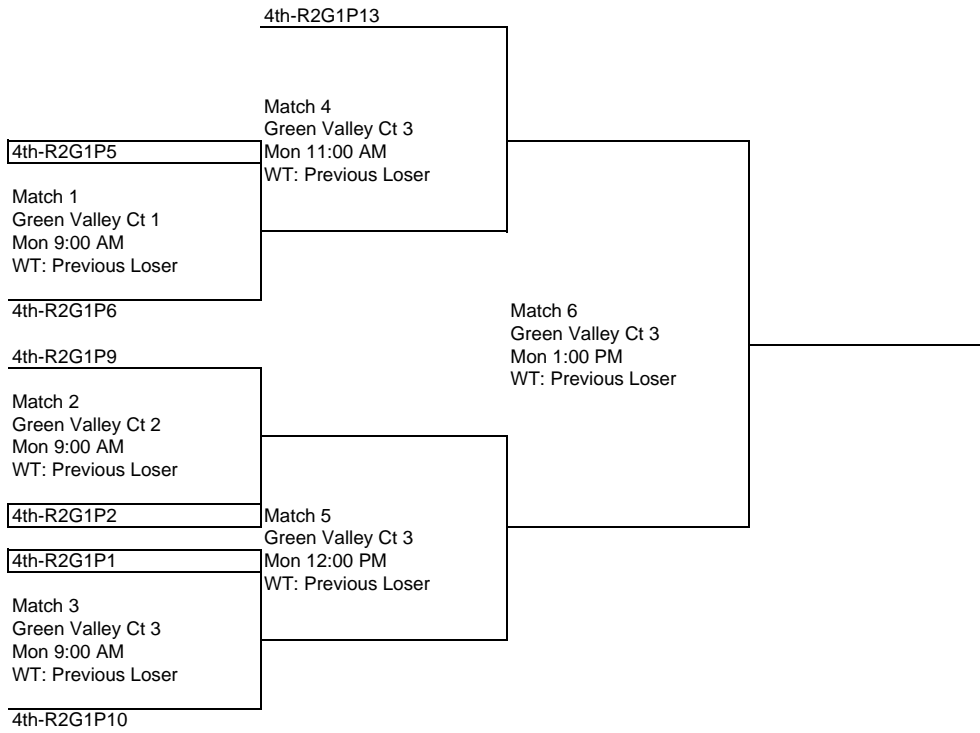 4th-R2G1P13
Match 4
Green Valley Ct 3
Mon 11:00 AM
WT: Previous Loser
4th-R2G1P5
Match 1
Green Valley Ct 1
Mon 9:00 AM
WT: Previous Loser
4th-R2G1P6
Match 6
Green Valley Ct 3
Mon 1:00 PM
WT: Previous Loser
4th-R2G1P9
Match 2
Green Valley Ct 2
Mon 9:00 AM
WT: Previous Loser
4th-R2G1P2
Match 5
Green Valley Ct 3
Mon 12:00 PM
WT: Previous Loser
4th-R2G1P1
Match 3
Green Valley Ct 3
Mon 9:00 AM
WT: Previous Loser
4th-R2G1P10